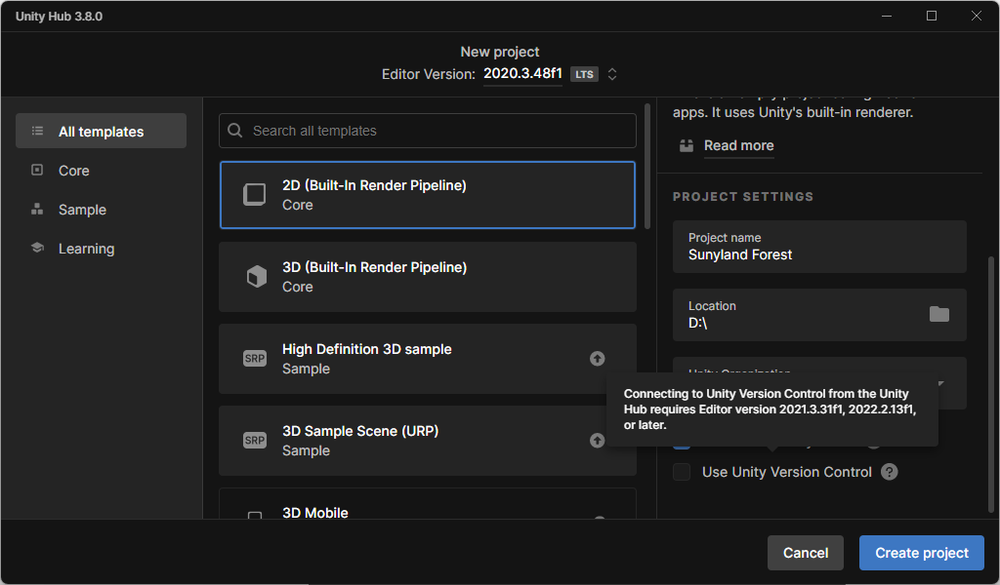 Unity Hub 3.8.0
New project
Editor Version: 2020.3.48f1 LTS
All templates
Core
Sample
Learning
Search all templates
2D (Built-In Render Pipeline)
Core
3D (Built-In Render Pipeline)
Core
SRP
High Definition 3D sample
Sample
SRP
3D Sample Scene (URP)
Sample
3D Mobile
apps. It uses Unity's built-in renderer.
Read more
PROJECT SETTINGS
Project name
Sunyland Forest
Location
D:\
Unity Organization
Connecting to Unity Version Control from the Unity
Hub requires Editor version 2021.3.31f1, 2022.2.13f1,
or later.
Use Unity Version Control ?
Cancel
Create project